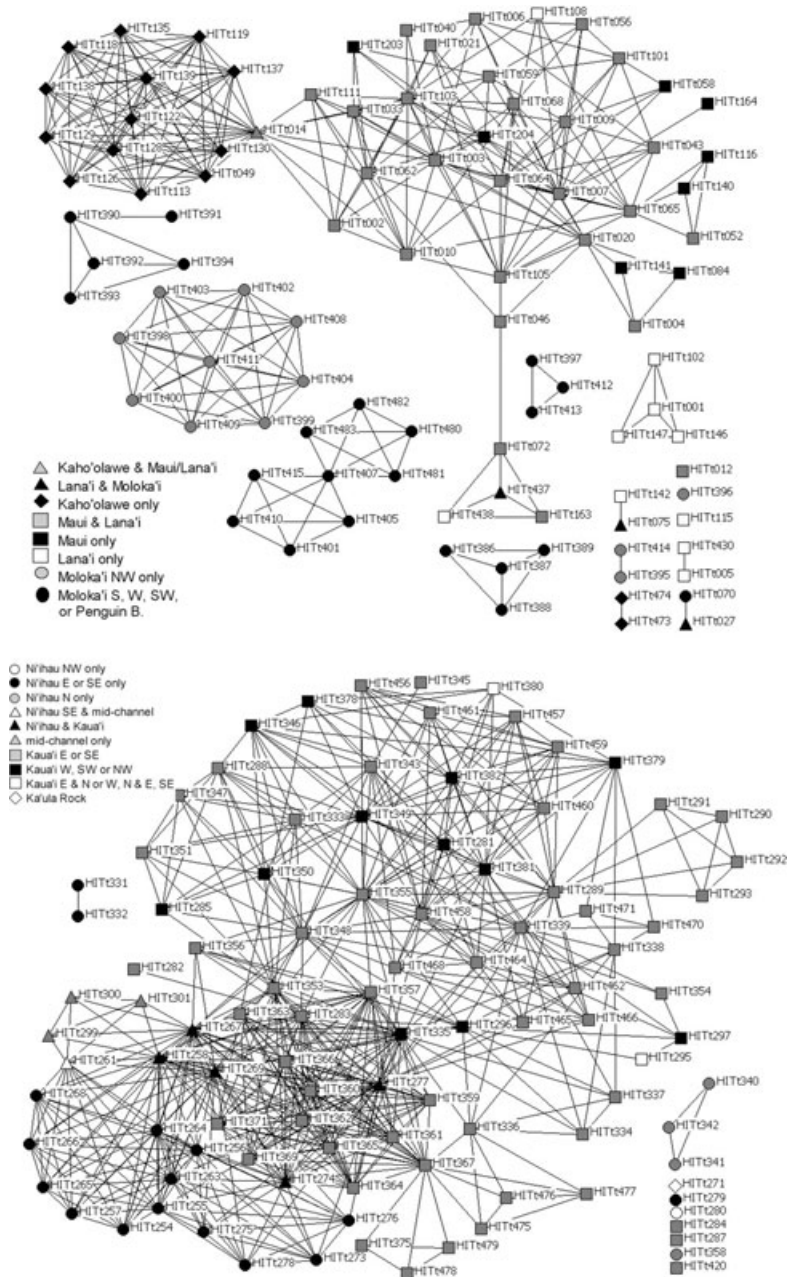 HITt135
HITt118
HITt119
HITt139
HITt137
HITt138
HITt122
HITt129
HITt128
HITt130
HITt014
HITt126
HITt049
HITt113
HITt040
HITt006
HITt108
HITt056
HITt203
HITt021
HITt101
HITt059
HITt058
HITt111
HITt103
HITt068
HITt164
HITt033
HITt009
HITt204
HITt043
HITt003
HITt116
HITt062
HITt064
HITt007
HITt140
HITt065
HITt002
HITt020
HITt052
HITt010
HITt105
HITt141
HITt084
HITt046
HITt004
HITt390
HITt391
HITt392
HITt394
HITt393
HITt403
HITt402
HITt408
HITt398
HITt411
HITt404
HITt400
HITt409
HITt399
HITt482
HITt483
HITt480
HITt415
HITt407
HITt481
HITt410
HITt405
HITt401
HITt397
HITt412
HITt413
HITt102
HITt001
HITt147
HITt146
HITt072
HITt437
HITt438
HITt163
HITt386
HITt389
HITt387
HITt388
HITt012
HITt142
HITt396
HITt075
HITt115
HITt414
HITt430
HITt395
HITt005
HITt474
HITt070
HITt473
HITt027
Kaho'olawe & Maui/Lana'i
Lana'i & Moloka'i
Kaho'olawe only
Maui & Lana'i
Maui only
Lana'i only
Moloka'i NW only
Moloka'i S, W, SW,
or Penguin B.
Ni'ihau NW only
Ni'ihau E or SE only
Ni'ihau N only
Ni'ihau SE & mid-channel
Ni'ihau & Kaua'i
mid-channel only
Kaua'i E or SE
Kaua'i W, SW or NW
Kaua'i E & N or W, N & E, SE
Ka'ula Rock
HITt456
HITt345
HITt380
HITt378
HITt346
HITt461
HITt457
HITt459
HITt288
HITt343
HITt382
HITt379
HITt347
HITt333
HITt349
HITt460
HITt291
HITt290
HITt351
HITt281
HITt350
HITt381
HITt292
HITt331
HITt355
HITt289
HITt293
HITt332
HITt285
HITt458
HITt471
HITt348
HITt339
HITt470
HITt356
HITt338
HITt282
HITt468
HITt464
HITt300
HITt301
HITt353
HITt357
HITt462
HITt354
HITt363
HITt283
HITt299
HITt267
HITt335
HITt296
HITt465
HITt466
HITt297
HITt261
HITt258
HITt366
HITt295
HITt269
HITt360
HITt277
HITt268
HITt359
HITt337
HITt264
HITt371
HITt362
HITt336
HITt334
HITt266
HITt361
HITt365
HITt369
HITt367
HITt265
HITt263
HITt274
HITt364
HITt257
HITt255
HITt254
HITt275
HITt276
HITt476
HITt477
HITt475
HITt278
HITt273
HITt375
HITt479
HITt478
HITt340
HITt342
HITt341
HITt271
HITt279
HITt280
HITt284
HITt287
HITt358
HITt420